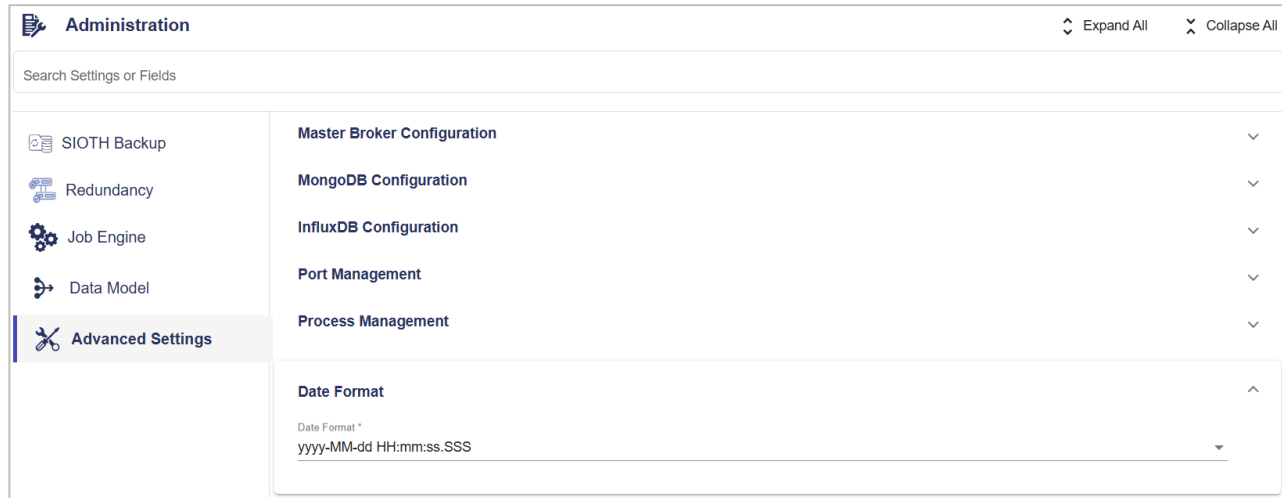 Administration
Expand All
Collapse All
Search Settings or Fields
SIOTH Backup
Redundancy
Job Engine
Data Model
Advanced Settings
Master Broker Configuration
MongoDB Configuration
InfluxDB Configuration
Port Management
Process Management
Date Format
Date Format *
yyyy-MM-dd HH:mm:ss.SSS